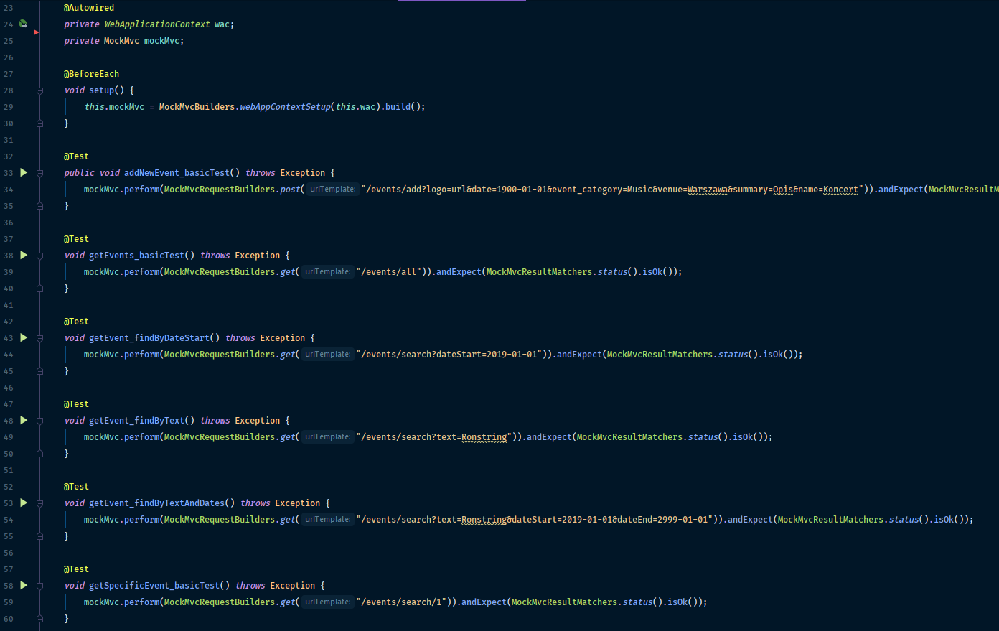 23 @Autowired
24 private WebApplicationContext wac;
25 private MockMvc mockMvc;
26
27 @BeforeEach
28 void setup() {
29 this.mockMvc = MockMvcBuilders.webAppContextSetup(this.wac).build();
30 }
31
32 @Test
33 public void addNewEvent_basicTest() throws Exception {
34 mockMvc.perform(MockMvcRequestBuilders.post( urlTemplate: "/events/add?logo=url&date=1900-01-01&event_category=Music&venue=Warszawa&summary=Opis&name=Koncert")).andExpect(MockMvcResultM
35 }
36
37 @Test
38 void getEvents_basicTest() throws Exception {
39 mockMvc.perform(MockMvcRequestBuilders.get( urlTemplate: "/events/all")).andExpect(MockMvcResultMatchers.status().isOk());
40 }
41
42 @Test
43 void getEvent_findByDateStart() throws Exception {
44 mockMvc.perform(MockMvcRequestBuilders.get( urlTemplate: "/events/search?dateStart=2019-01-01")).andExpect(MockMvcResultMatchers.status().isOk());
45 }
46
47 @Test
48 void getEvent_findByText() throws Exception {
49 mockMvc.perform(MockMvcRequestBuilders.get( urlTemplate: "/events/search?text=Ronstring")).andExpect(MockMvcResultMatchers.status().isOk());
50 }
51
52 @Test
53 void getEvent_findByTextAndDates() throws Exception {
54 mockMvc.perform(MockMvcRequestBuilders.get( urlTemplate: "/events/search?text=Ronstring&dateStart=2019-01-01&dateEnd=2999-01-01")).andExpect(MockMvcResultMatchers.status().isOk());
55 }
56
57 @Test
58 void getSpecificEvent_basicTest() throws Exception {
59 mockMvc.perform(MockMvcRequestBuilders.get( urlTemplate: "/events/search/1")).andExpect(MockMvcResultMatchers.status().isOk());
60 }